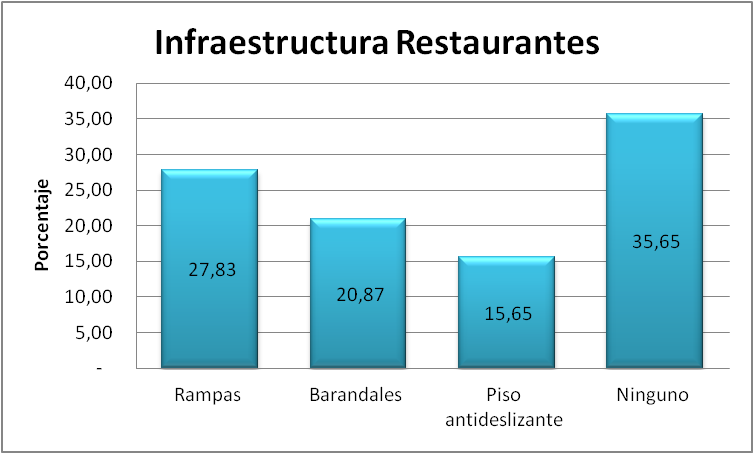 Infraestructura Restaurantes
40,00
35,00
30,00
25,00
20,00
15,00
10,00
5,00
-
Porcentaje
27,83
20,87
15,65
35,65
Rampas
Barandales
Piso
antideslizante
Ninguno